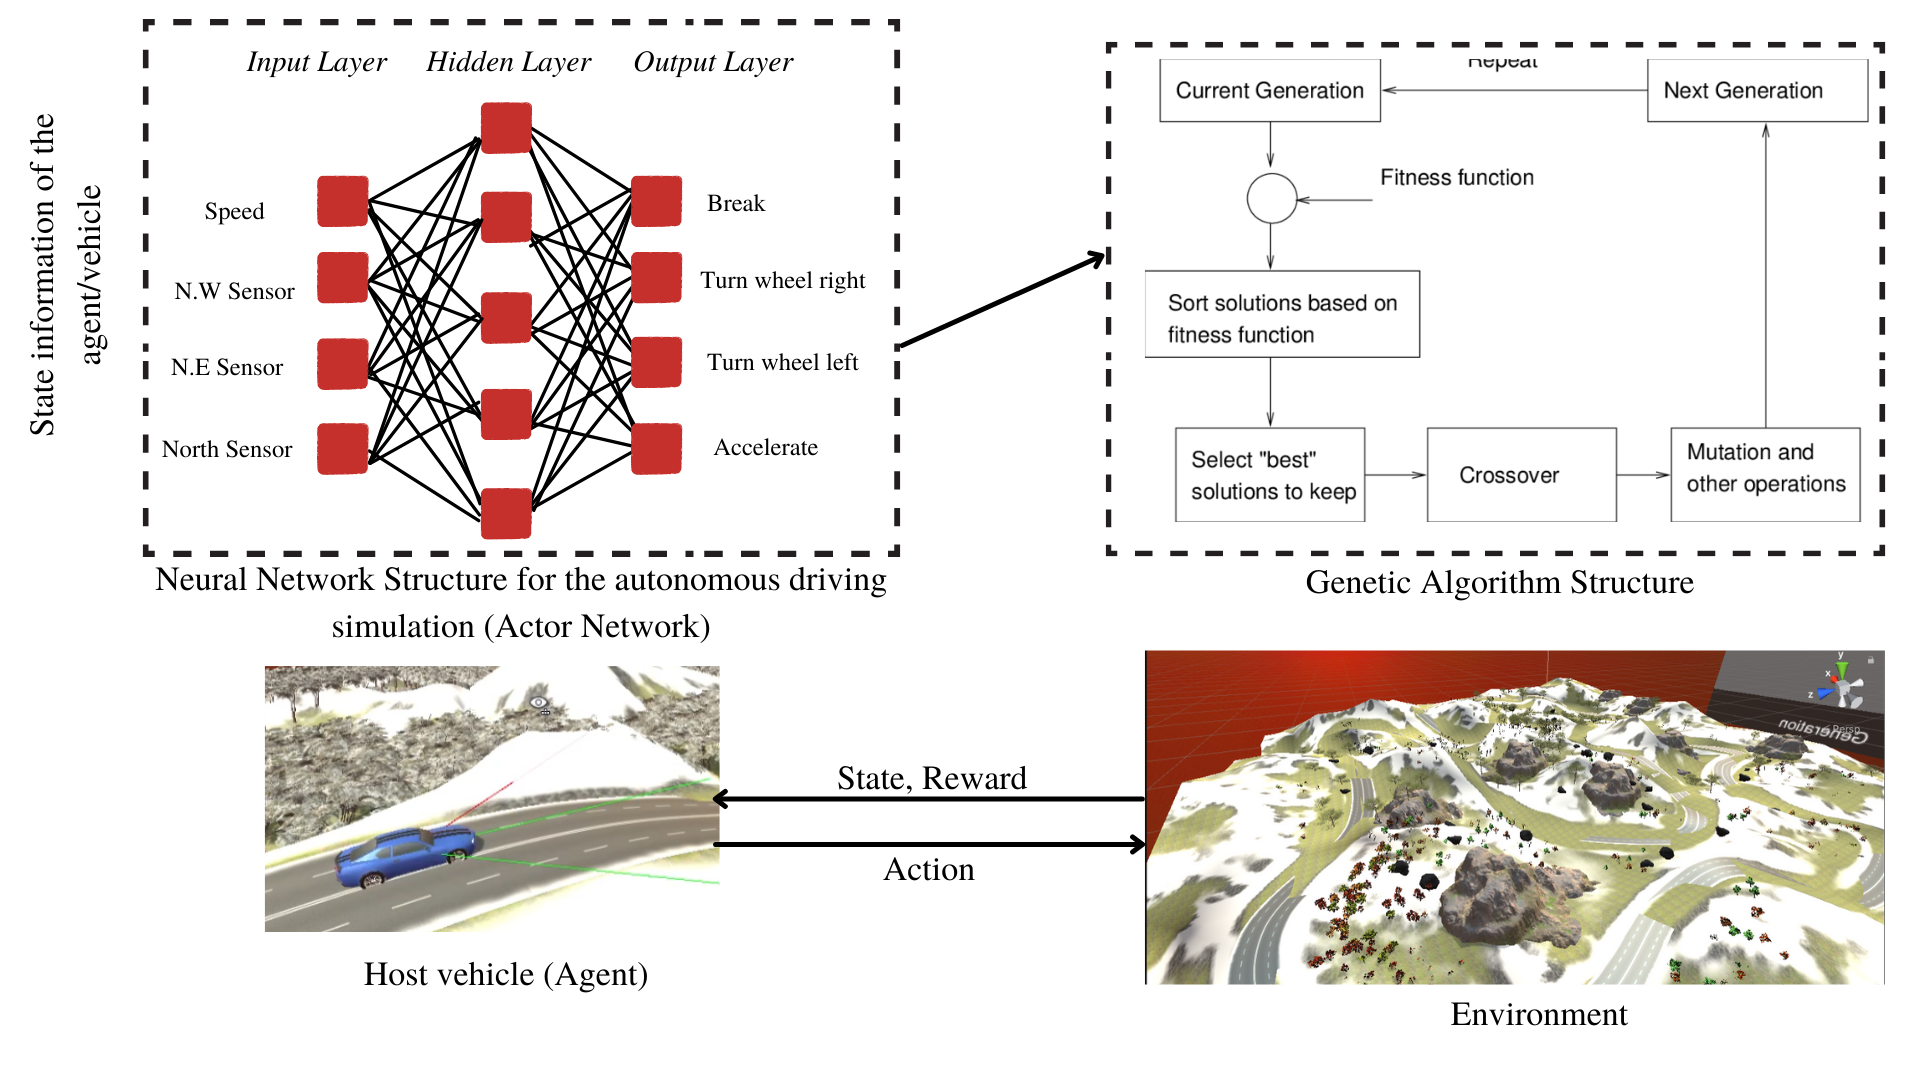 State information of the
agent/vehicle
Input Layer
Hidden Layer
Output Layer
Speed
N.W Sensor
N.E Sensor
North Sensor
Break
Turn wheel right
Turn wheel left
Accelerate
Neural Network Structure for the autonomous driving
simulation (Actor Network)
Repeat
Current Generation
Next Generation
Fitness function
Sort solutions based on
fitness function
Select "best"
solutions to keep
Crossover
Mutation and
other operations
Genetic Algorithm Structure
State, Reward
Action
Host vehicle (Agent)
y
x
z
Persp
Generation
Environment